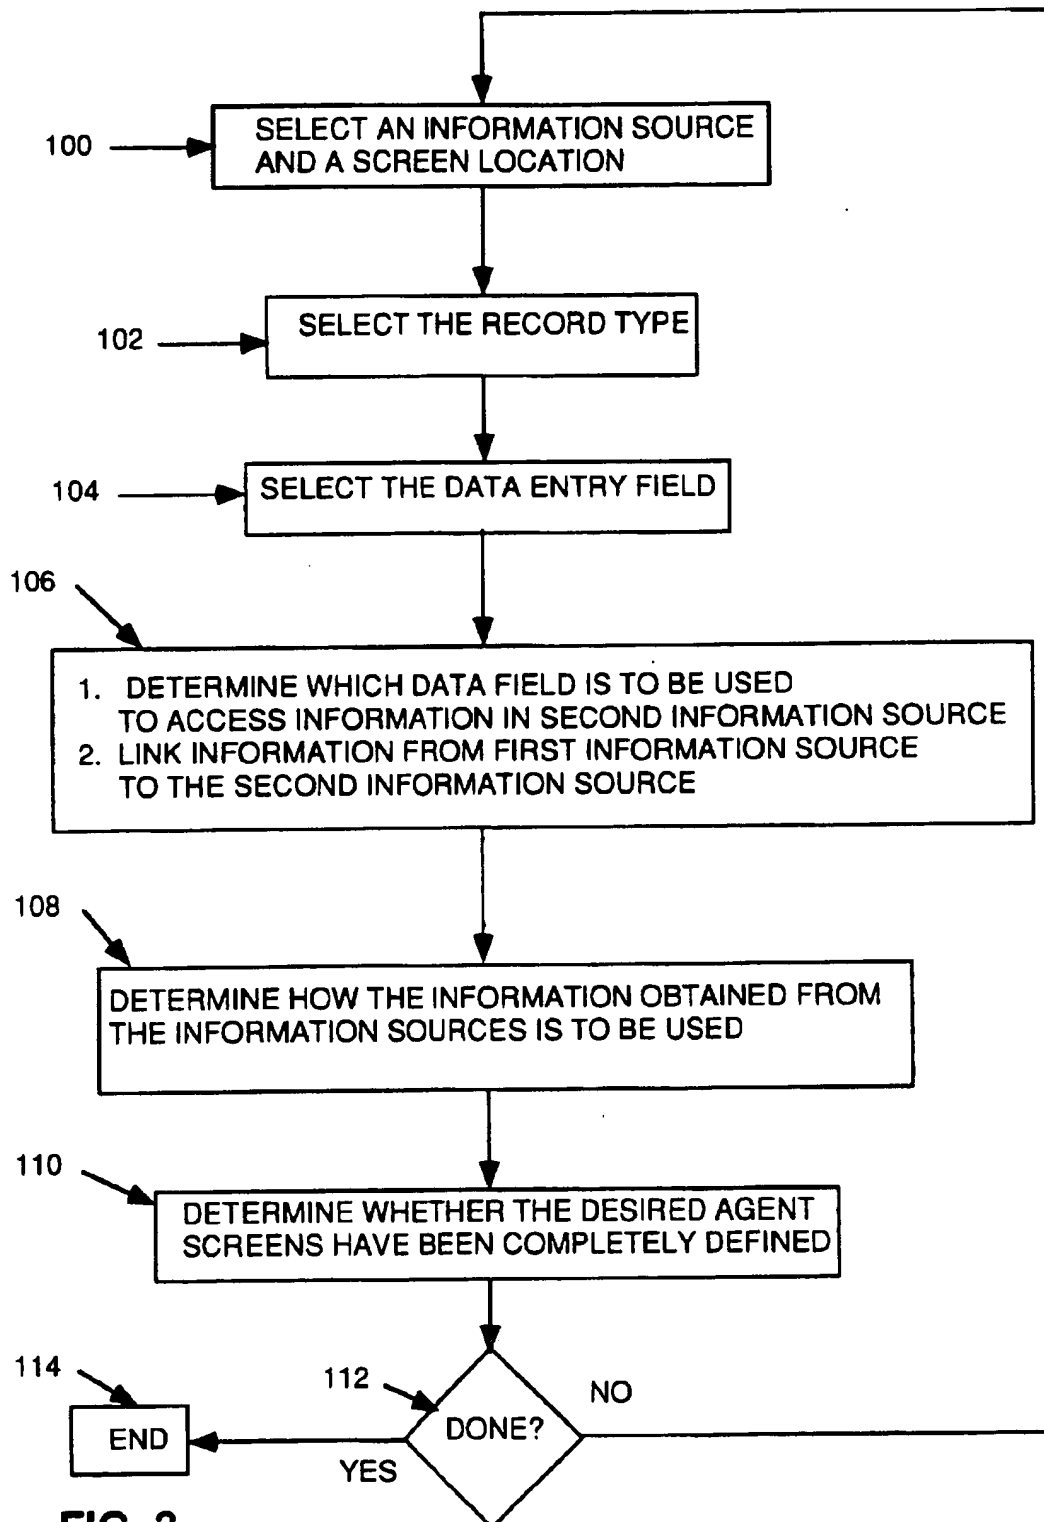 100
SELECT AN INFORMATION SOURCE
AND A SCREEN LOCATION
102
SELECT THE RECORD TYPE
104
SELECT THE DATA ENTRY FIELD
106
1. DETERMINE WHICH DATA FIELD IS TO BE USED
TO ACCESS INFORMATION IN SECOND INFORMATION SOURCE
2. LINK INFORMATION FROM FIRST INFORMATION SOURCE
TO THE SECOND INFORMATION SOURCE
108
DETERMINE HOW THE INFORMATION OBTAINED FROM
THE INFORMATION SOURCES IS TO BE USED
110
DETERMINE WHETHER THE DESIRED AGENT
SCREENS HAVE BEEN COMPLETELY DEFINED
114
112
NO
END
DONE?
YES
FIG.